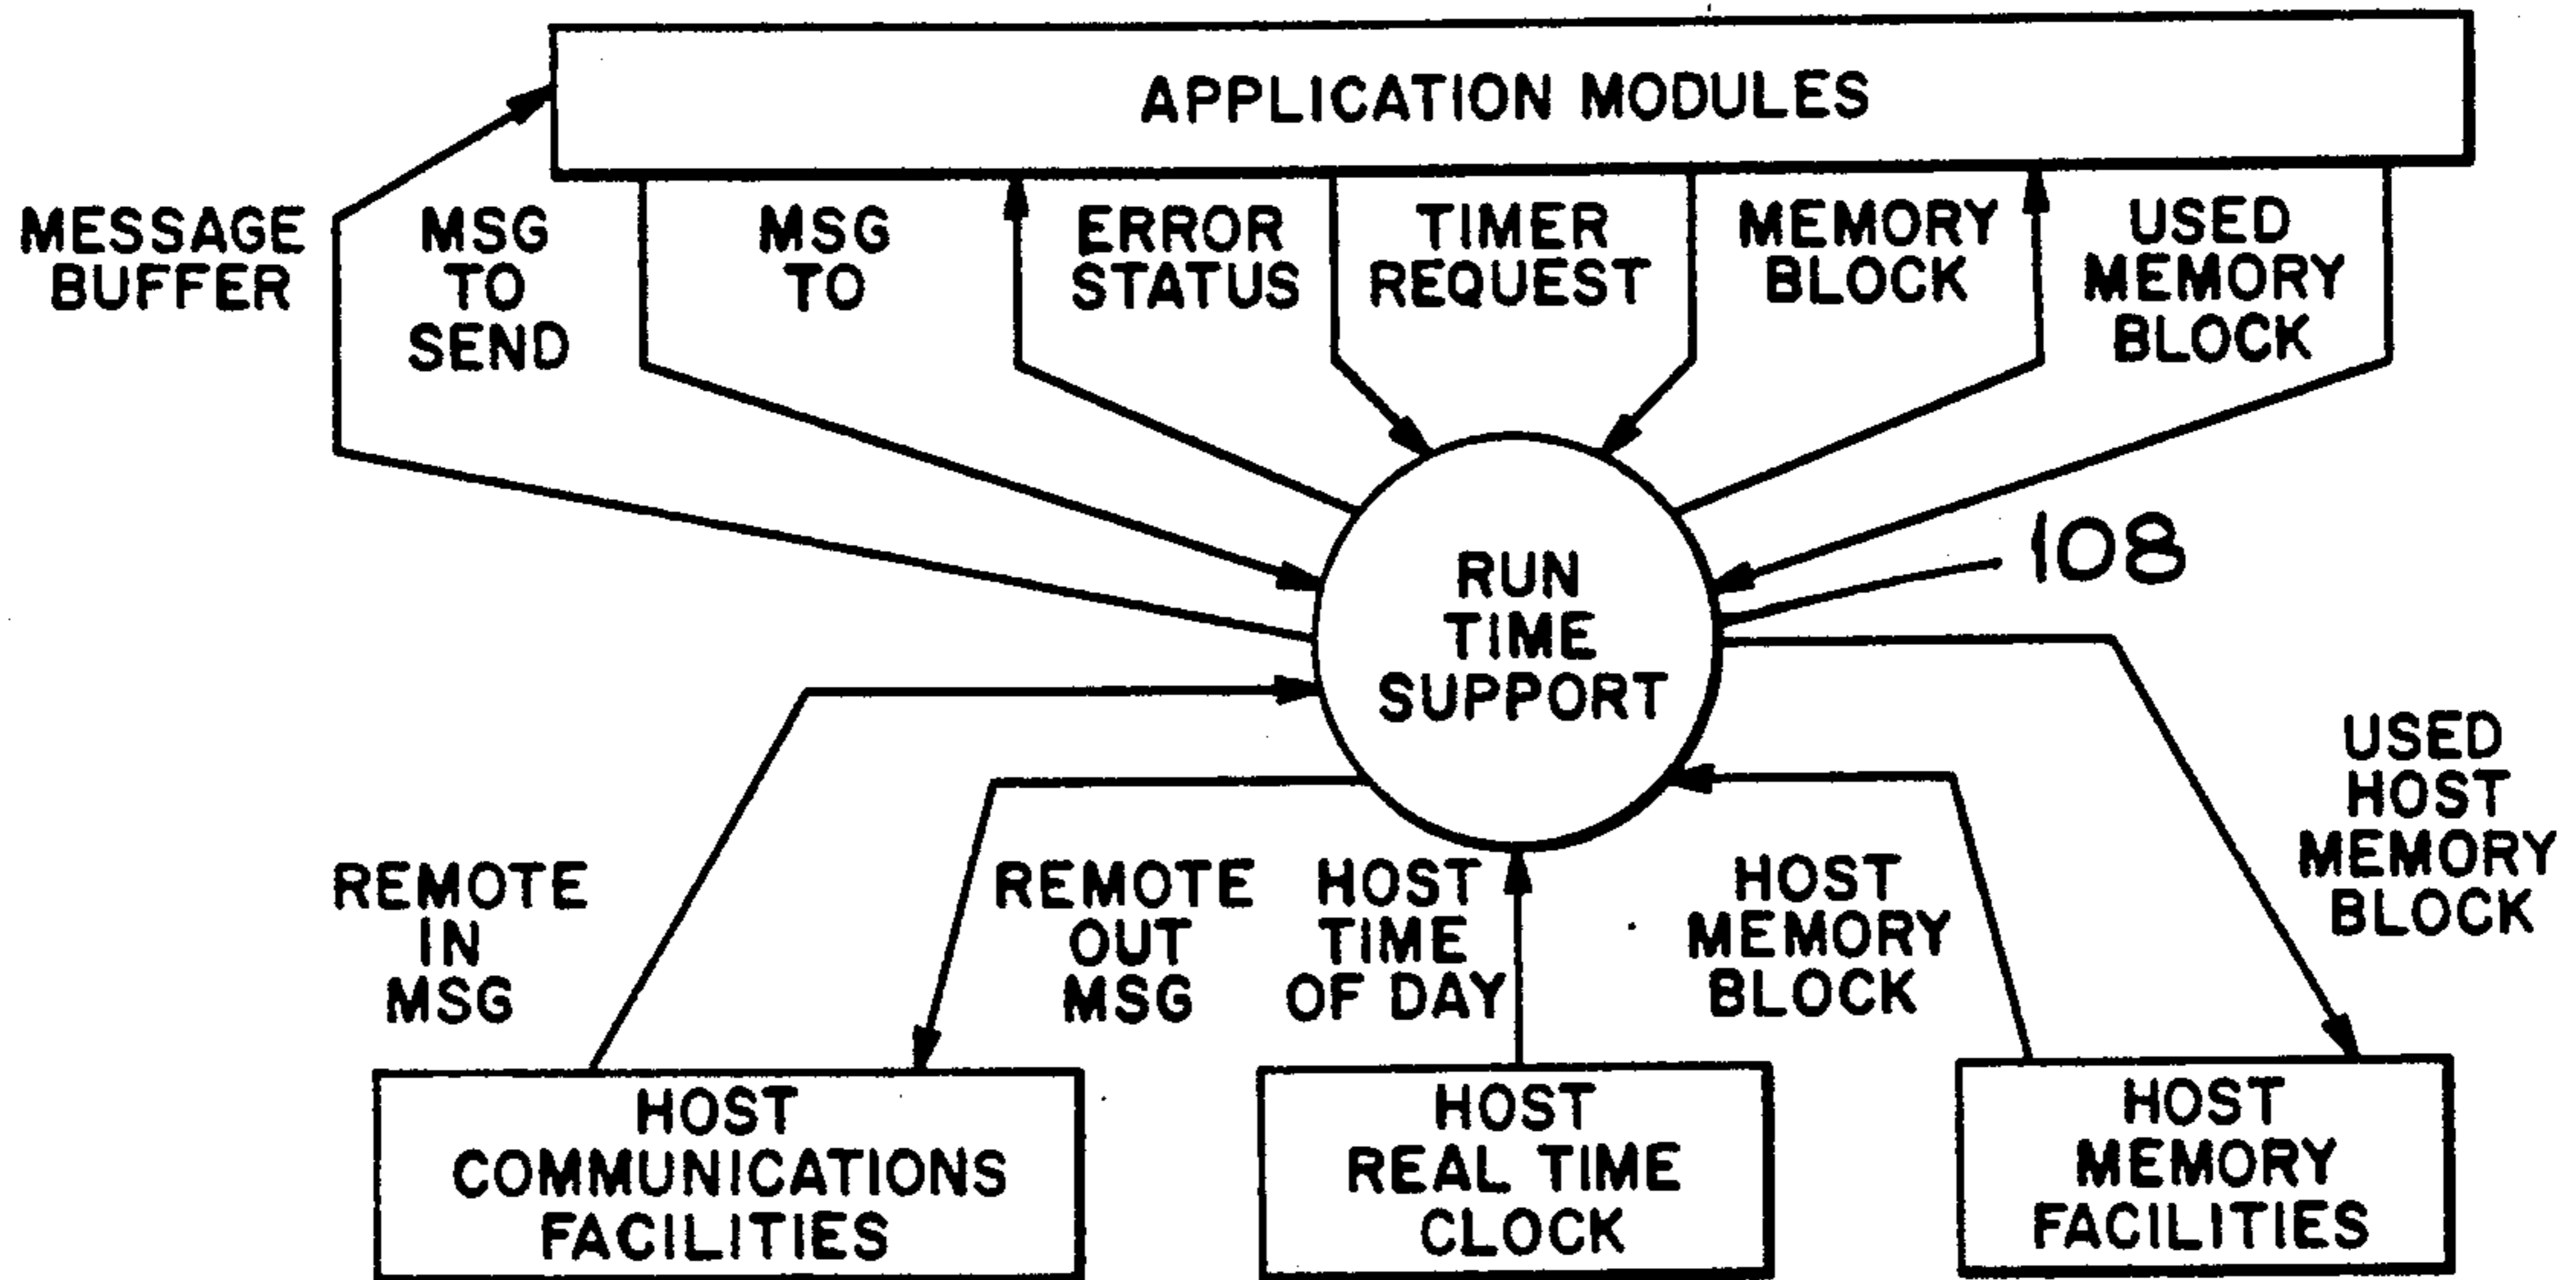 APPLICATION MODULES
MESSAGE
BUFFER
MSG
TO
SEND
MSG
TO
ERROR
STATUS
TIMER
REQUEST
MEMORY
BLOCK
USED
MEMORY
BLOCK
108
RUN
TIME
SUPPORT
USED
HOST
MEMORY
BLOCK
REMOTE
IN
MSG
REMOTE
OUT
MSG
HOST
TIME
OF DAY
HOST
MEMORY
BLOCK
HOST
COMMUNICATIONS
FACILITIES
HOST
REAL TIME
CLOCK
HOST
MEMORY
FACILITIES